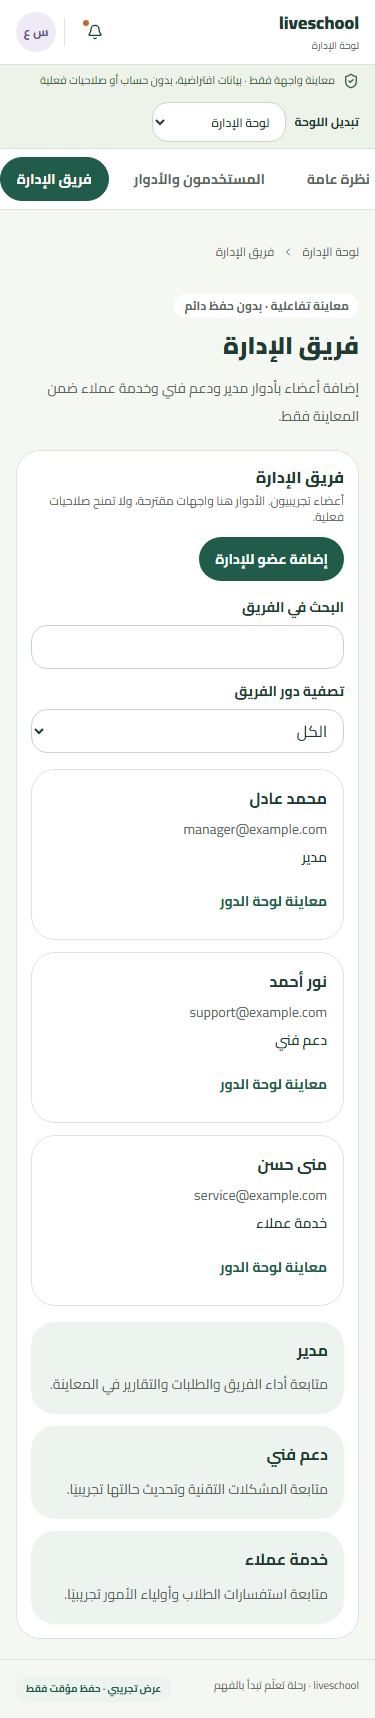 liveschool
لوحة الإدارة
س ع
معاينة واجهة فقط · بيانات افتراضية، بدون حساب أو صلاحيات فعلية
تبديل اللوحة
لوحة الإدارة
نظرة عامة
المستخدمون والأدوار
فريق الإدارة
لوحة الإدارة › فريق الإدارة
معاينة تفاعلية · بدون حفظ دائم
فريق الإدارة
إضافة أعضاء بأدوار مدير ودعم فني وخدمة عملاء ضمن
المعاينة فقط.
فريق الإدارة
أعضاء تجريبيون. الأدوار هنا واجهات مقترحة، ولا تمنح صلاحيات
فعلية.
إضافة عضو للإدارة
البحث في الفريق
تصفية دور الفريق
الكل
محمد عادل
manager@example.com
مدير
معاينة لوحة الدور
نور أحمد
support@example.com
دعم فني
معاينة لوحة الدور
منى حسن
service@example.com
خدمة عملاء
معاينة لوحة الدور
مدير
متابعة أداء الفريق والطلبات والتقارير في المعاينة.
دعم فني
متابعة المشكلات التقنية وتحديث حالتها تجريبيًا.
خدمة عملاء
متابعة استفسارات الطلاب وأولياء الأمور تجريبيًا.
liveschool · رحلة تعلّم تبدأ بالفهم
عرض تجريبي · حفظ مؤقت فقط